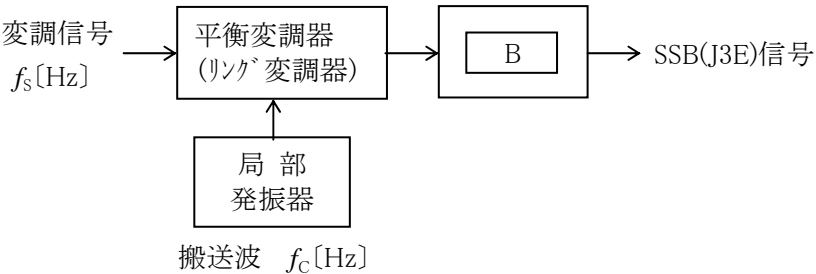 変調信号
fS〔Hz〕
平衡変調器
(ﾘﾝｸﾞ変調器)
B
SSB(J3E)信号
局 部
発振器
搬送波 fC〔Hz〕